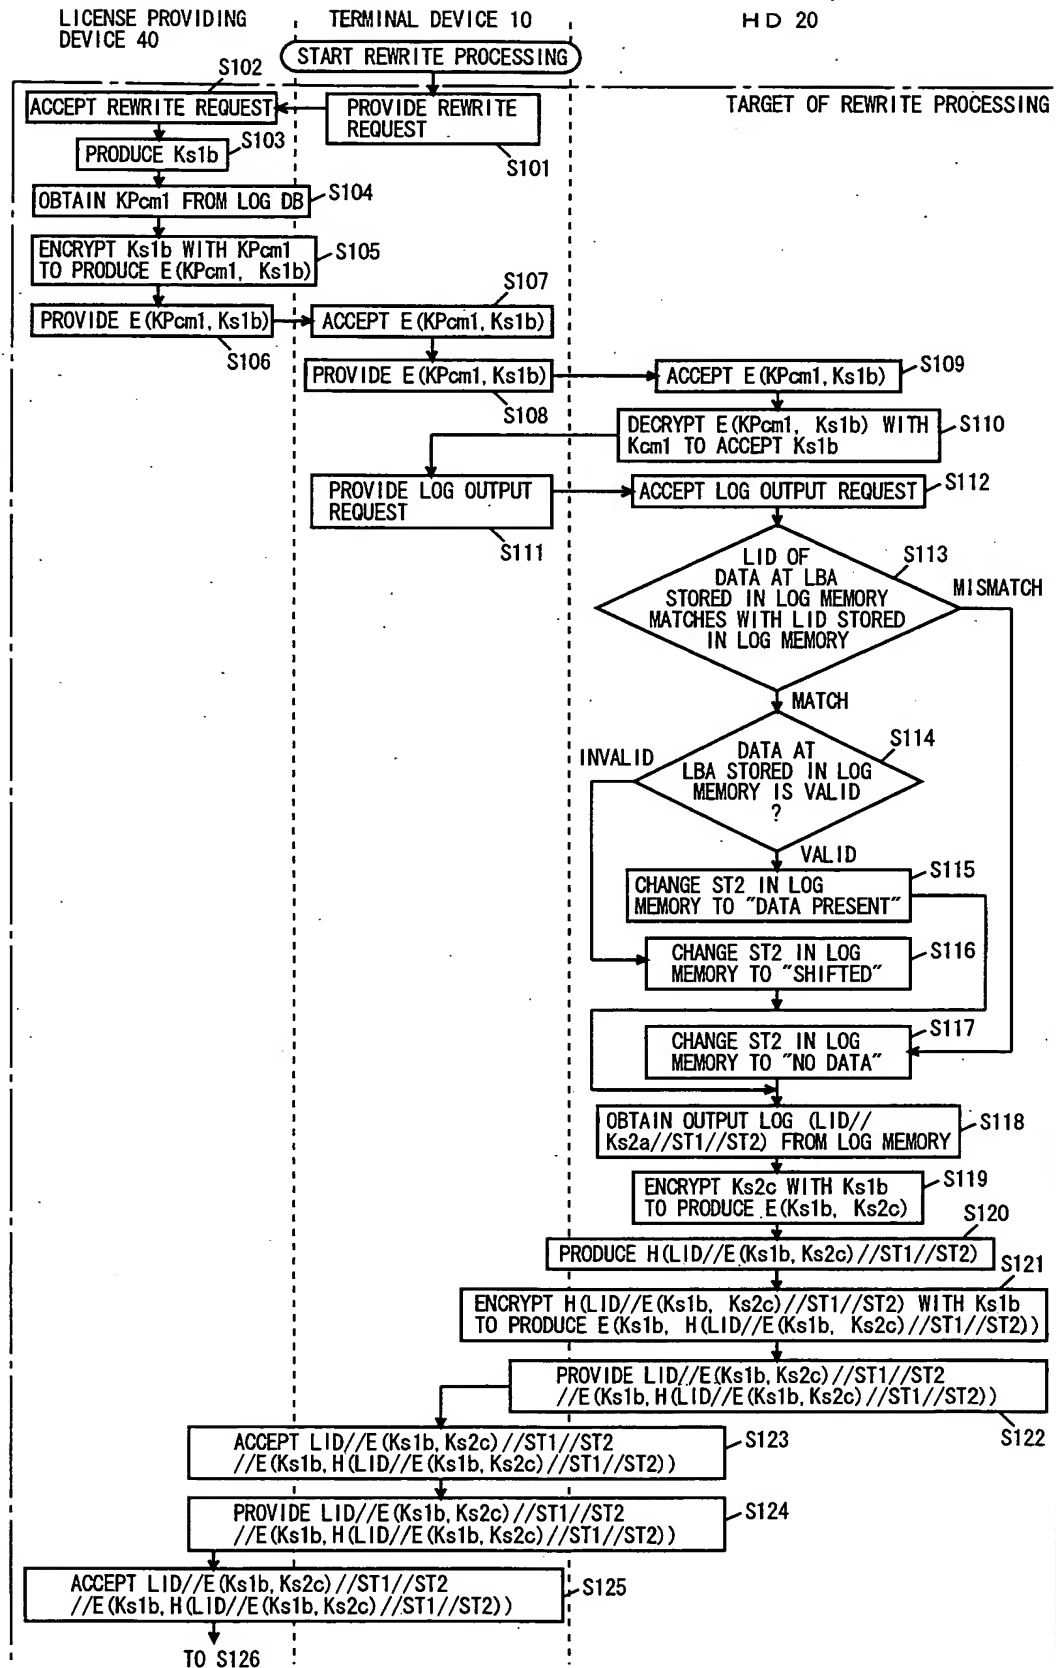 LICENSE PROVIDING
DEVICE 40
TERMINAL DEVICE 10
HD 20
START REWRITE PROCESSING
TARGET OF REWRITE PROCESSING
S102
ACCEPT REWRITE REQUEST
PROVIDE REWRITE
REQUEST
S101
S103
PRODUCE Ks1b
S104
OBTAIN KPcm1 FROM LOG DB
S105
ENCRYPT Ks1b WITH KPcm1
TO PRODUCE E(KPcm1, Ks1b)
S107
PROVIDE E(KPcm1, Ks1b)
ACCEPT E(KPcm1, Ks1b)
S106
PROVIDE E(KPcm1, Ks1b)
S108
ACCEPT E(KPcm1, Ks1b)
S109
DECRYPT E(KPcm1, Ks1b) WITH
Kcm1 TO ACCEPT Ks1b
S110
PROVIDE LOG OUTPUT
REQUEST
S111
ACCEPT LOG OUTPUT REQUEST
S112
S113
LID OF
DATA AT LBA
STORED IN LOG MEMORY
MATCHES WITH LID STORED
IN LOG MEMORY
MISMATCH
MATCH
S114
INVALID
DATA AT
LBA STORED IN LOG
MEMORY IS VALID
?
VALID
S115
CHANGE ST2 IN LOG
MEMORY TO "DATA PRESENT"
CHANGE ST2 IN LOG
MEMORY TO "SHIFTED"
S116
S117
CHANGE ST2 IN LOG
MEMORY TO "NO DATA"
OBTAIN OUTPUT LOG (LID//
Ks2a//ST1//ST2) FROM LOG MEMORY
S118
ENCRYPT Ks2c WITH Ks1b
TO PRODUCE E(Ks1b, Ks2c)
S119
S120
PRODUCE H(LID//E(Ks1b, Ks2c)//ST1//ST2)
S121
ENCRYPT H(LID//E(Ks1b, Ks2c)//ST1//ST2) WITH Ks1b
TO PRODUCE E(Ks1b, H(LID//E(Ks1b, Ks2c)//ST1//ST2))
PROVIDE LID//E(Ks1b, Ks2c)//ST1//ST2
//E(Ks1b, H(LID//E(Ks1b, Ks2c)//ST1//ST2))
S122
ACCEPT LID//E(Ks1b, Ks2c)//ST1//ST2
//E(Ks1b, H(LID//E(Ks1b, Ks2c)//ST1//ST2))
S123
PROVIDE LID//E(Ks1b, Ks2c)//ST1//ST2
//E(Ks1b, H(LID//E(Ks1b, Ks2c)//ST1//ST2))
S124
ACCEPT LID//E(Ks1b, Ks2c)//ST1//ST2
//E(Ks1b, H(LID//E(Ks1b, Ks2c)//ST1//ST2))
S125
TO S126